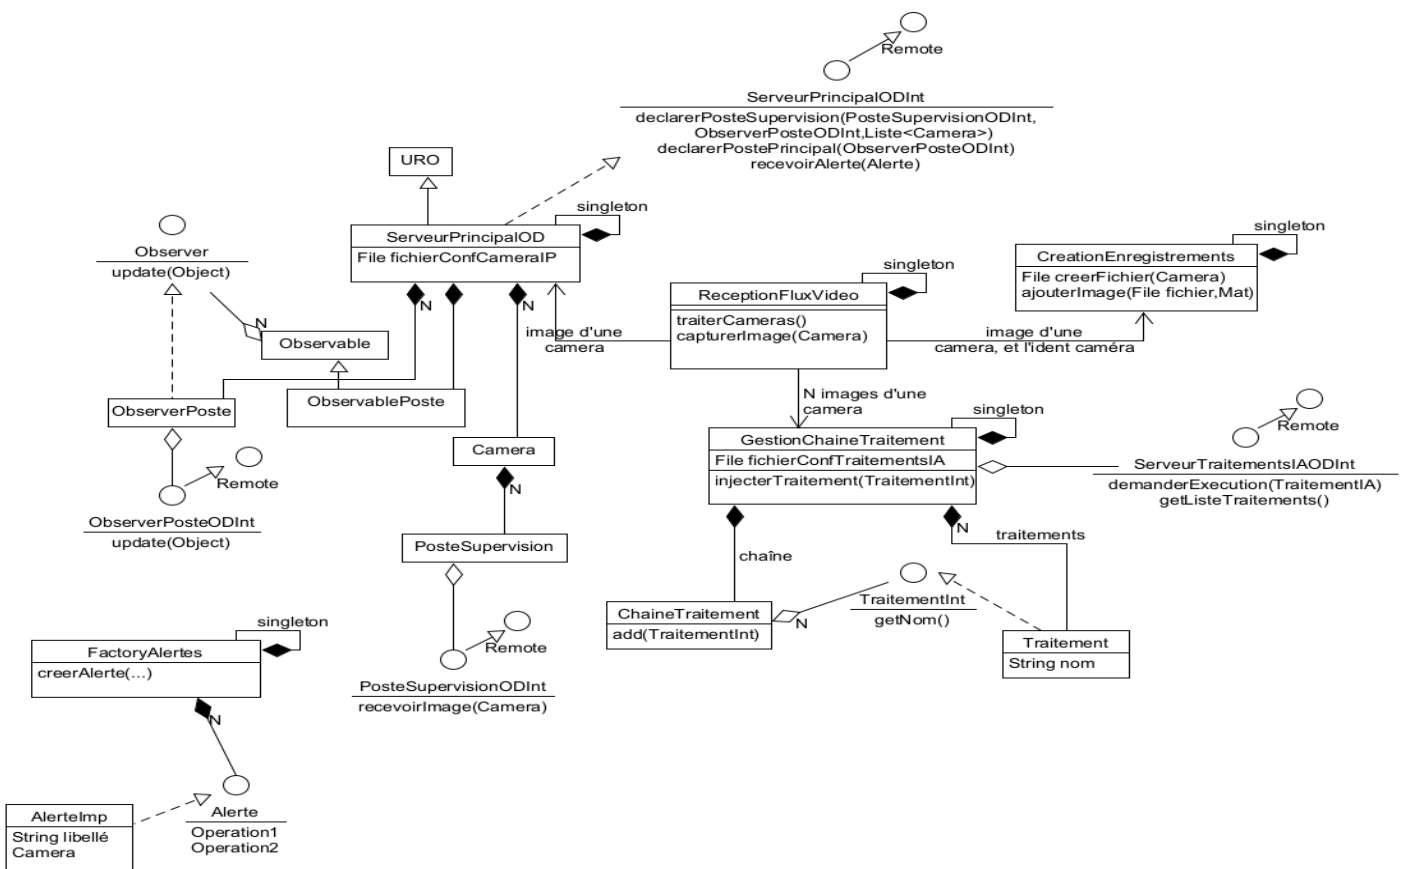 Remote
ServeurPrincipalODInt
declarerPosteSupervision(PosteSupervisionODInt,
ObserverPosteODInt,Liste<Camera>)
declarerPostePrincipal(ObserverPosteODInt)
recevoirAlerte(Alerte)
URO
singleton
ServeurPrincipalOD
File fichierConfCameraIP
N
N
Observer
update(Object)
N
Observable
ObservablePoste
ObserverPoste
Remote
ObserverPosteODInt
update(Object)
singleton
ReceptionFluxVideo
traiterCameras()
capturerImage(Camera)
image d'une
camera
singleton
CreationEnregistrements
File creerFichier(Camera)
ajouterImage(File fichier,Mat)
image d'une
camera, et l'ident caméra
N images d'une
camera
singleton
GestionChaineTraitement
File fichierConfTraitementsIA
injecterTraitement(TraitementInt)
Remote
ServeurTraitementsIAODInt
demanderExecution(TraitementIA)
getListeTraitements()
Camera
N
PosteSupervision
Remote
PosteSupervisionODInt
recevoirImage(Camera)
chaîne
N
traitements
ChaineTraitement
add(TraitementInt)
N
TraitementInt
getNom()
Traitement
String nom
singleton
FactoryAlertes
creerAlerte(...)
N
Alerte
Operation1
Operation2
AlerteImp
String libellé
Camera